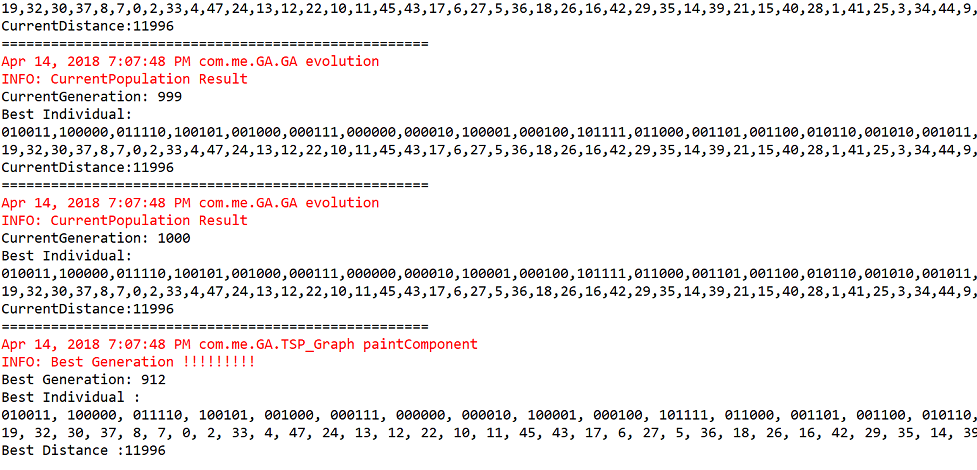 19,32,30,37,8,7,0,2,33,4,47,24,13,12,22,10,11,45,43,17,6,27,5,36,18,26,16,42,29,35,14,39,21,15,40,28,1,41,25,3,34,44,9,
CurrentDistance:11996
====================================================
Apr 14, 2018 7:07:48 PM com.me.GA.GA evolution
INFO: CurrentPopulation Result
CurrentGeneration: 999
Best Individual:
010011,100000,011110,100101,001000,000111,000000,000010,100001,000100,101111,011000,001101,001100,010110,001010,001011,
19,32,30,37,8,7,0,2,33,4,47,24,13,12,22,10,11,45,43,17,6,27,5,36,18,26,16,42,29,35,14,39,21,15,40,28,1,41,25,3,34,44,9,
CurrentDistance:11996
====================================================
Apr 14, 2018 7:07:48 PM com.me.GA.GA evolution
INFO: CurrentPopulation Result
CurrentGeneration: 1000
Best Individual:
010011,100000,011110,100101,001000,000111,000000,000010,100001,000100,101111,011000,001101,001100,010110,001010,001011,
19,32,30,37,8,7,0,2,33,4,47,24,13,12,22,10,11,45,43,17,6,27,5,36,18,26,16,42,29,35,14,39,21,15,40,28,1,41,25,3,34,44,9,
CurrentDistance:11996
====================================================
Apr 14, 2018 7:07:48 PM com.me.GA.TSP_Graph paintComponent
INFO: Best Generation !!!!!!!!!
Best Generation: 912
Best Individual :
010011, 100000, 011110, 100101, 001000, 000111, 000000, 000010, 100001, 000100, 101111, 011000, 001101, 001100, 010110,
19, 32, 30, 37, 8, 7, 0, 2, 33, 4, 47, 24, 13, 12, 22, 10, 11, 45, 43, 17, 6, 27, 5, 36, 18, 26, 16, 42, 29, 35, 14, 39
Best Distance :11996